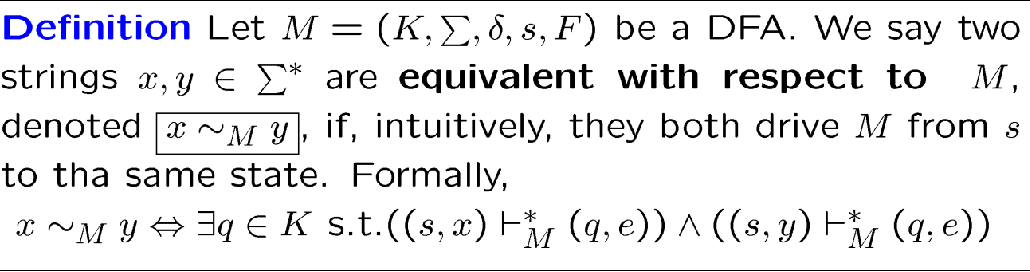 Definition Let M = (K, ∑, δ, s, F) be a DFA. We say two
strings x, y ∈ ∑* are equivalent with respect to M,
denoted x ∼_M y, if, intuitively, they both drive M from s
to tha same state. Formally,
x ∼_M y ⇔ ∃q ∈ K s.t.((s, x) ⊢*_M (q, e)) ∧ ((s, y) ⊢*_M (q, e))